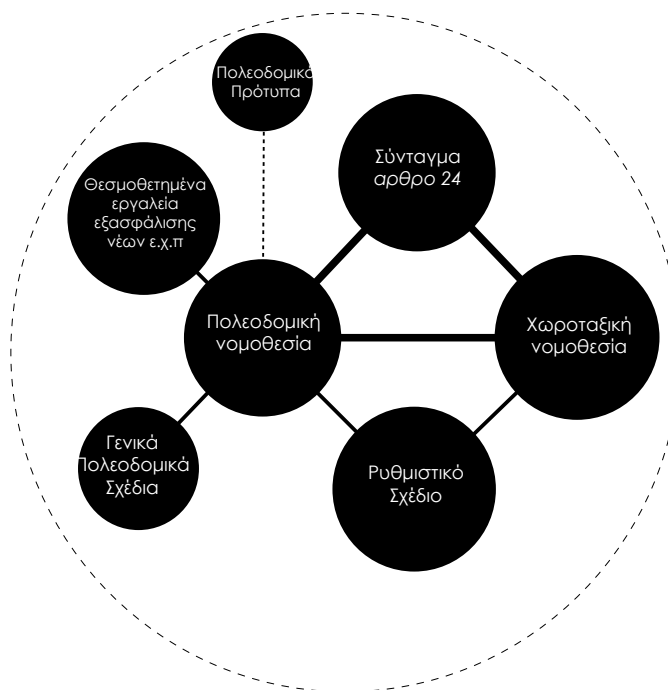 Πολεοδομικά
Πρότυπα
Σύνταγμα
αρθρο 24
Θεσμοθετημένα
εργαλεία
εξασφάλισης
νέων ε.χ.π
Πολεοδομική
νομοθεσία
Χωροταξική
νομοθεσία
Γενικά
Πολεοδομικά
Σχέδια
Ρυθμιστικό
Σχέδιο